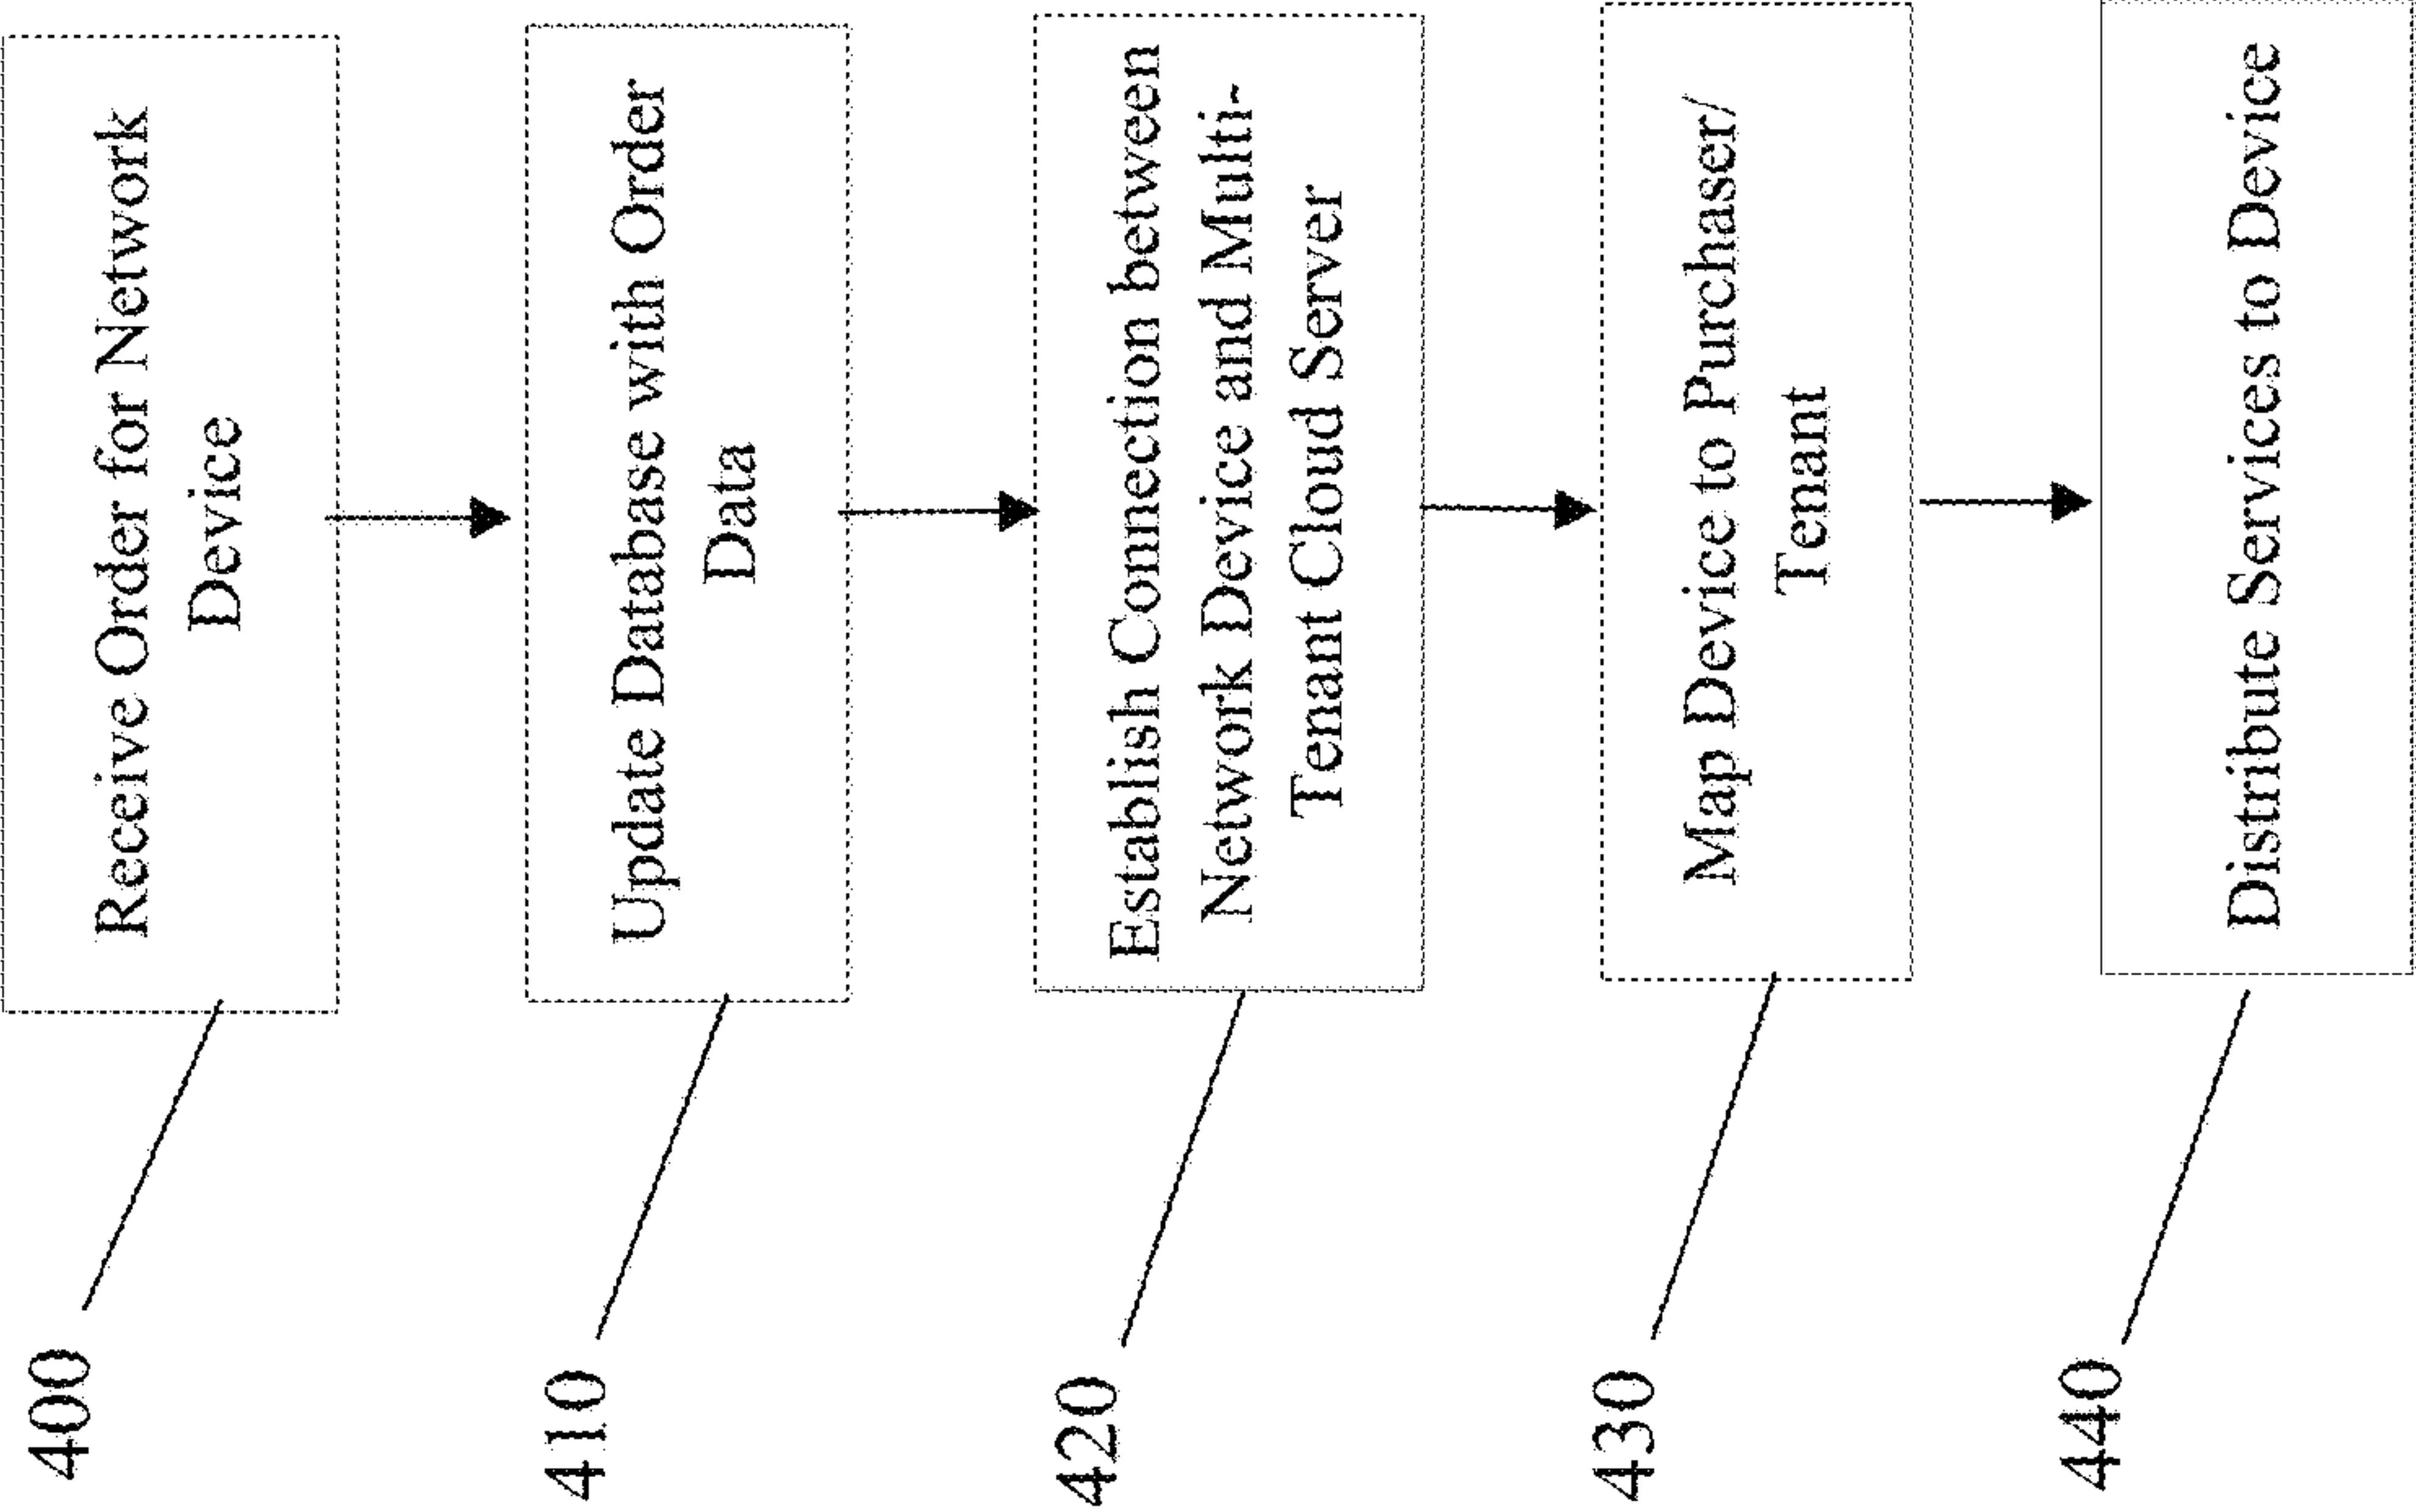 400
Receive Order for Network
Device
410
Update Database with Order
Data
420
Establish Connection between
Network Device and Multi-
Tenant Cloud Server
430
Map Device to Purchaser/
Tenant
440
Distribute Services to Device